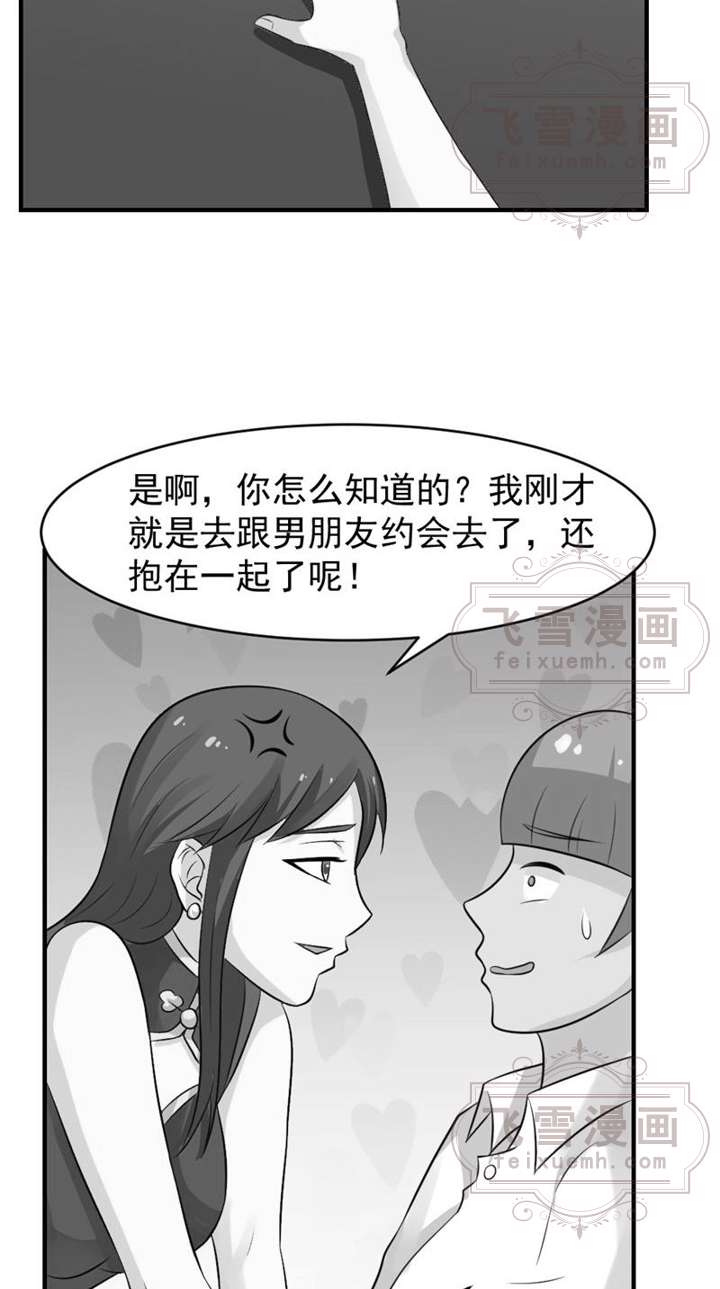 飞雪漫画
feixuemh.com
是啊，你怎么知道的？我刚才
就是去跟男朋友约会去了，还
抱在一起了呢！
飞雪漫画
feixuemh.com
飞雪漫画
feixuemh.com